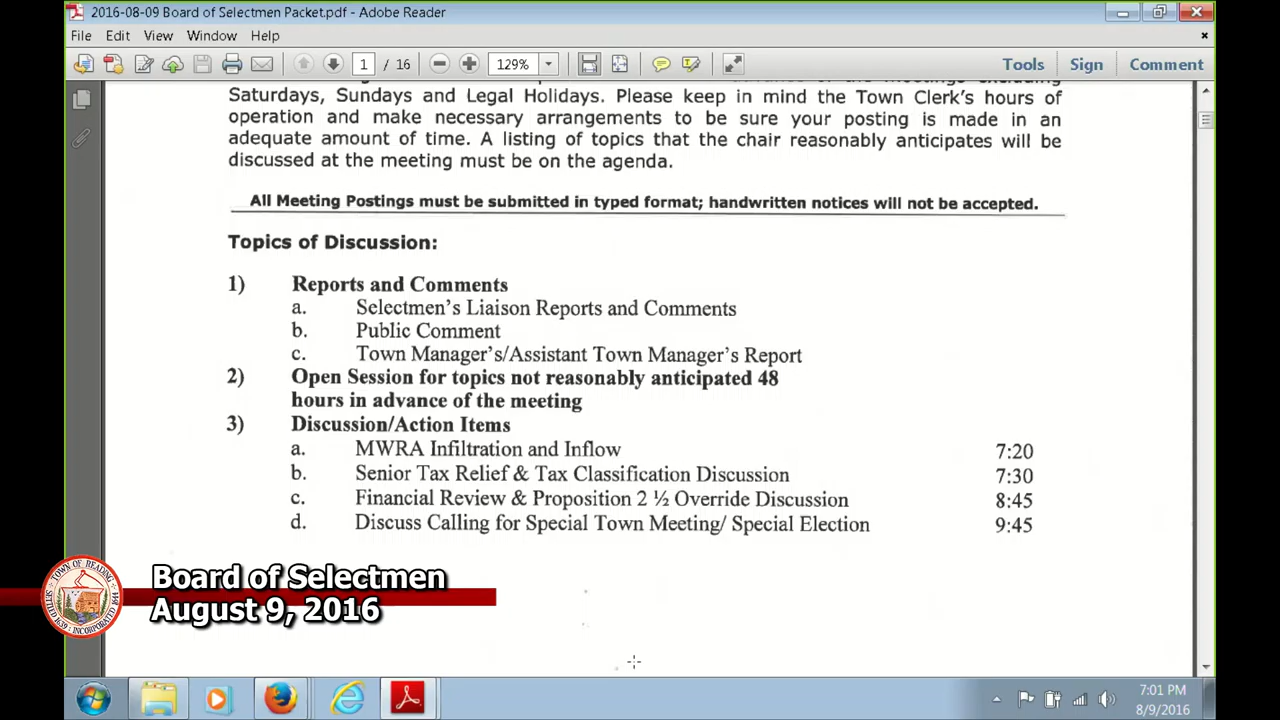 2016-08-09 Board of Selectmen Packet.pdf - Adobe Reader
File Edit View Window Help
1 / 16 129% Tools Sign Comment
Saturdays, Sundays and Legal Holidays. Please keep in mind the Town Clerk's hours of
operation and make necessary arrangements to be sure your posting is made in an
adequate amount of time. A listing of topics that the chair reasonably anticipates will be
discussed at the meeting must be on the agenda.
All Meeting Postings must be submitted in typed format; handwritten notices will not be accepted.
Topics of Discussion:
1) Reports and Comments
a. Selectmen's Liaison Reports and Comments
b. Public Comment
c. Town Manager's/Assistant Town Manager's Report
2) Open Session for topics not reasonably anticipated 48
hours in advance of the meeting
3) Discussion/Action Items
a. MWRA Infiltration and Inflow 7:20
b. Senior Tax Relief & Tax Classification Discussion 7:30
c. Financial Review & Proposition 2 ½ Override Discussion 8:45
d. Discuss Calling for Special Town Meeting/ Special Election 9:45
TOWN OF READING
SETTLED 1639 INCORPORATED 1644
Board of Selectmen
August 9, 2016
7:01 PM
8/9/2016